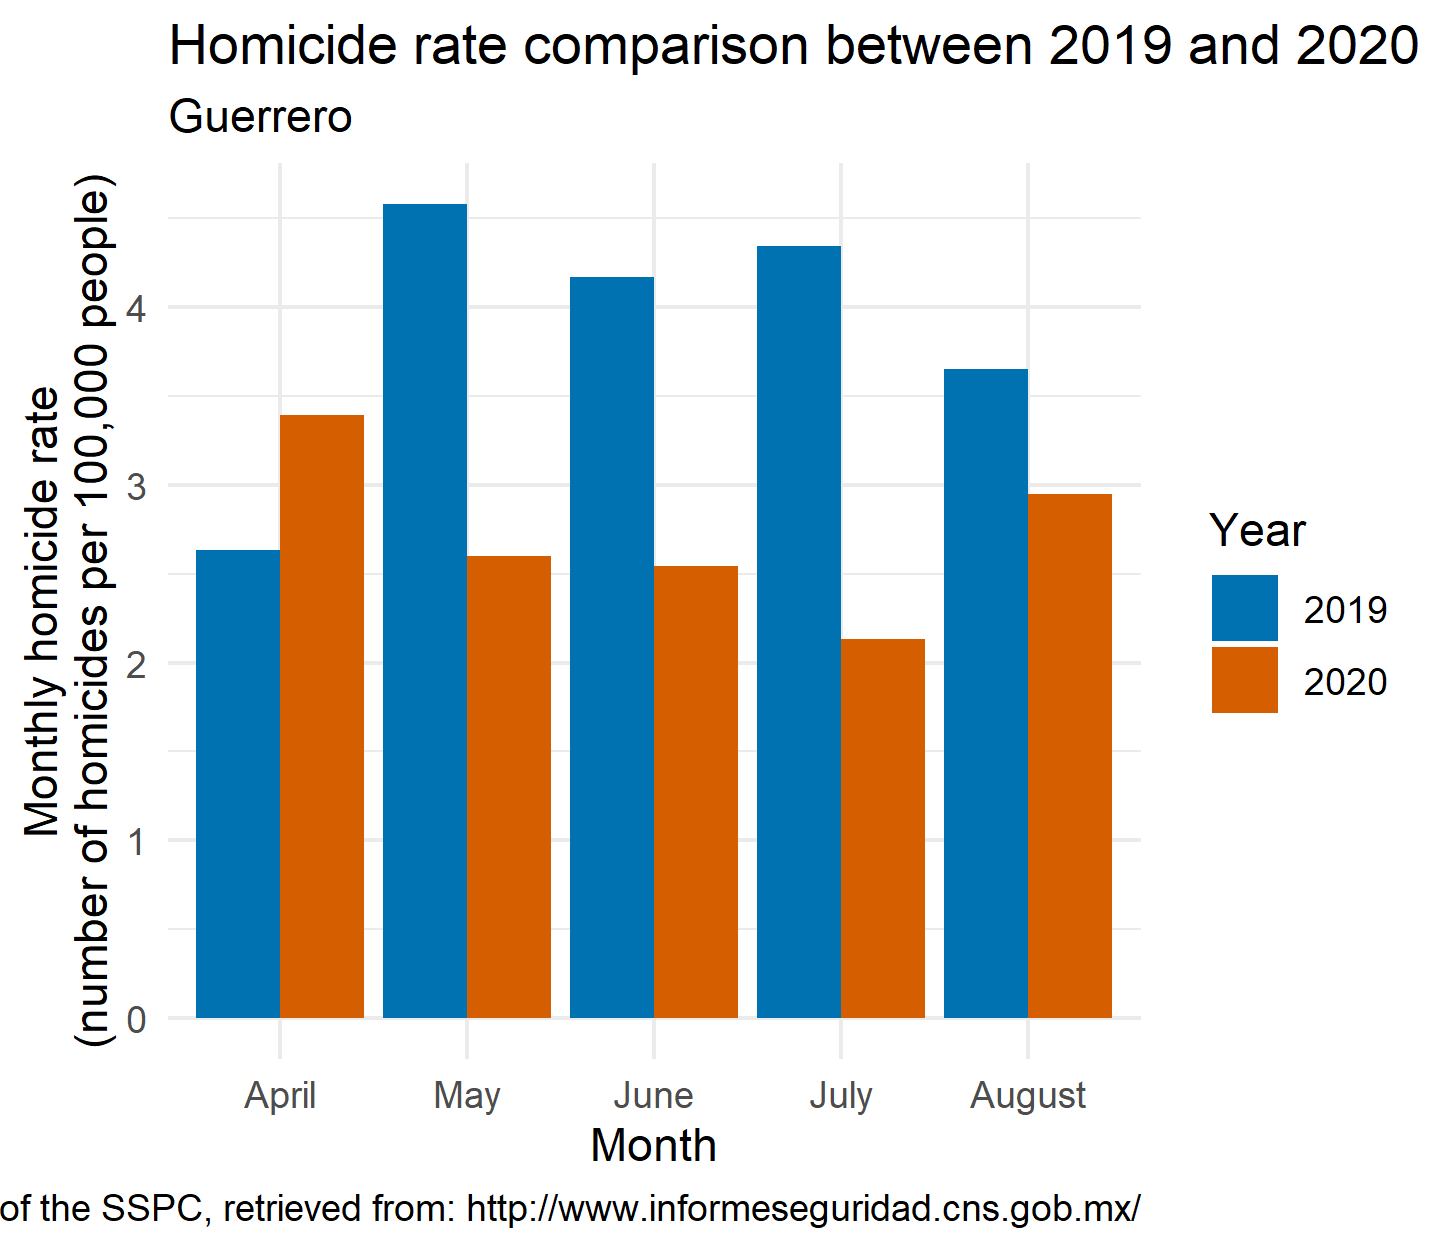 Homicide rate comparison between 2019 and 2020
Guerrero
Monthly homicide rate
(number of homicides per 100,000 people)
4
3
2
1
0
April May June July August
Month
Year
2019
2020
of the SSPC, retrieved from: http://www.informeseguridad.cns.gob.mx/